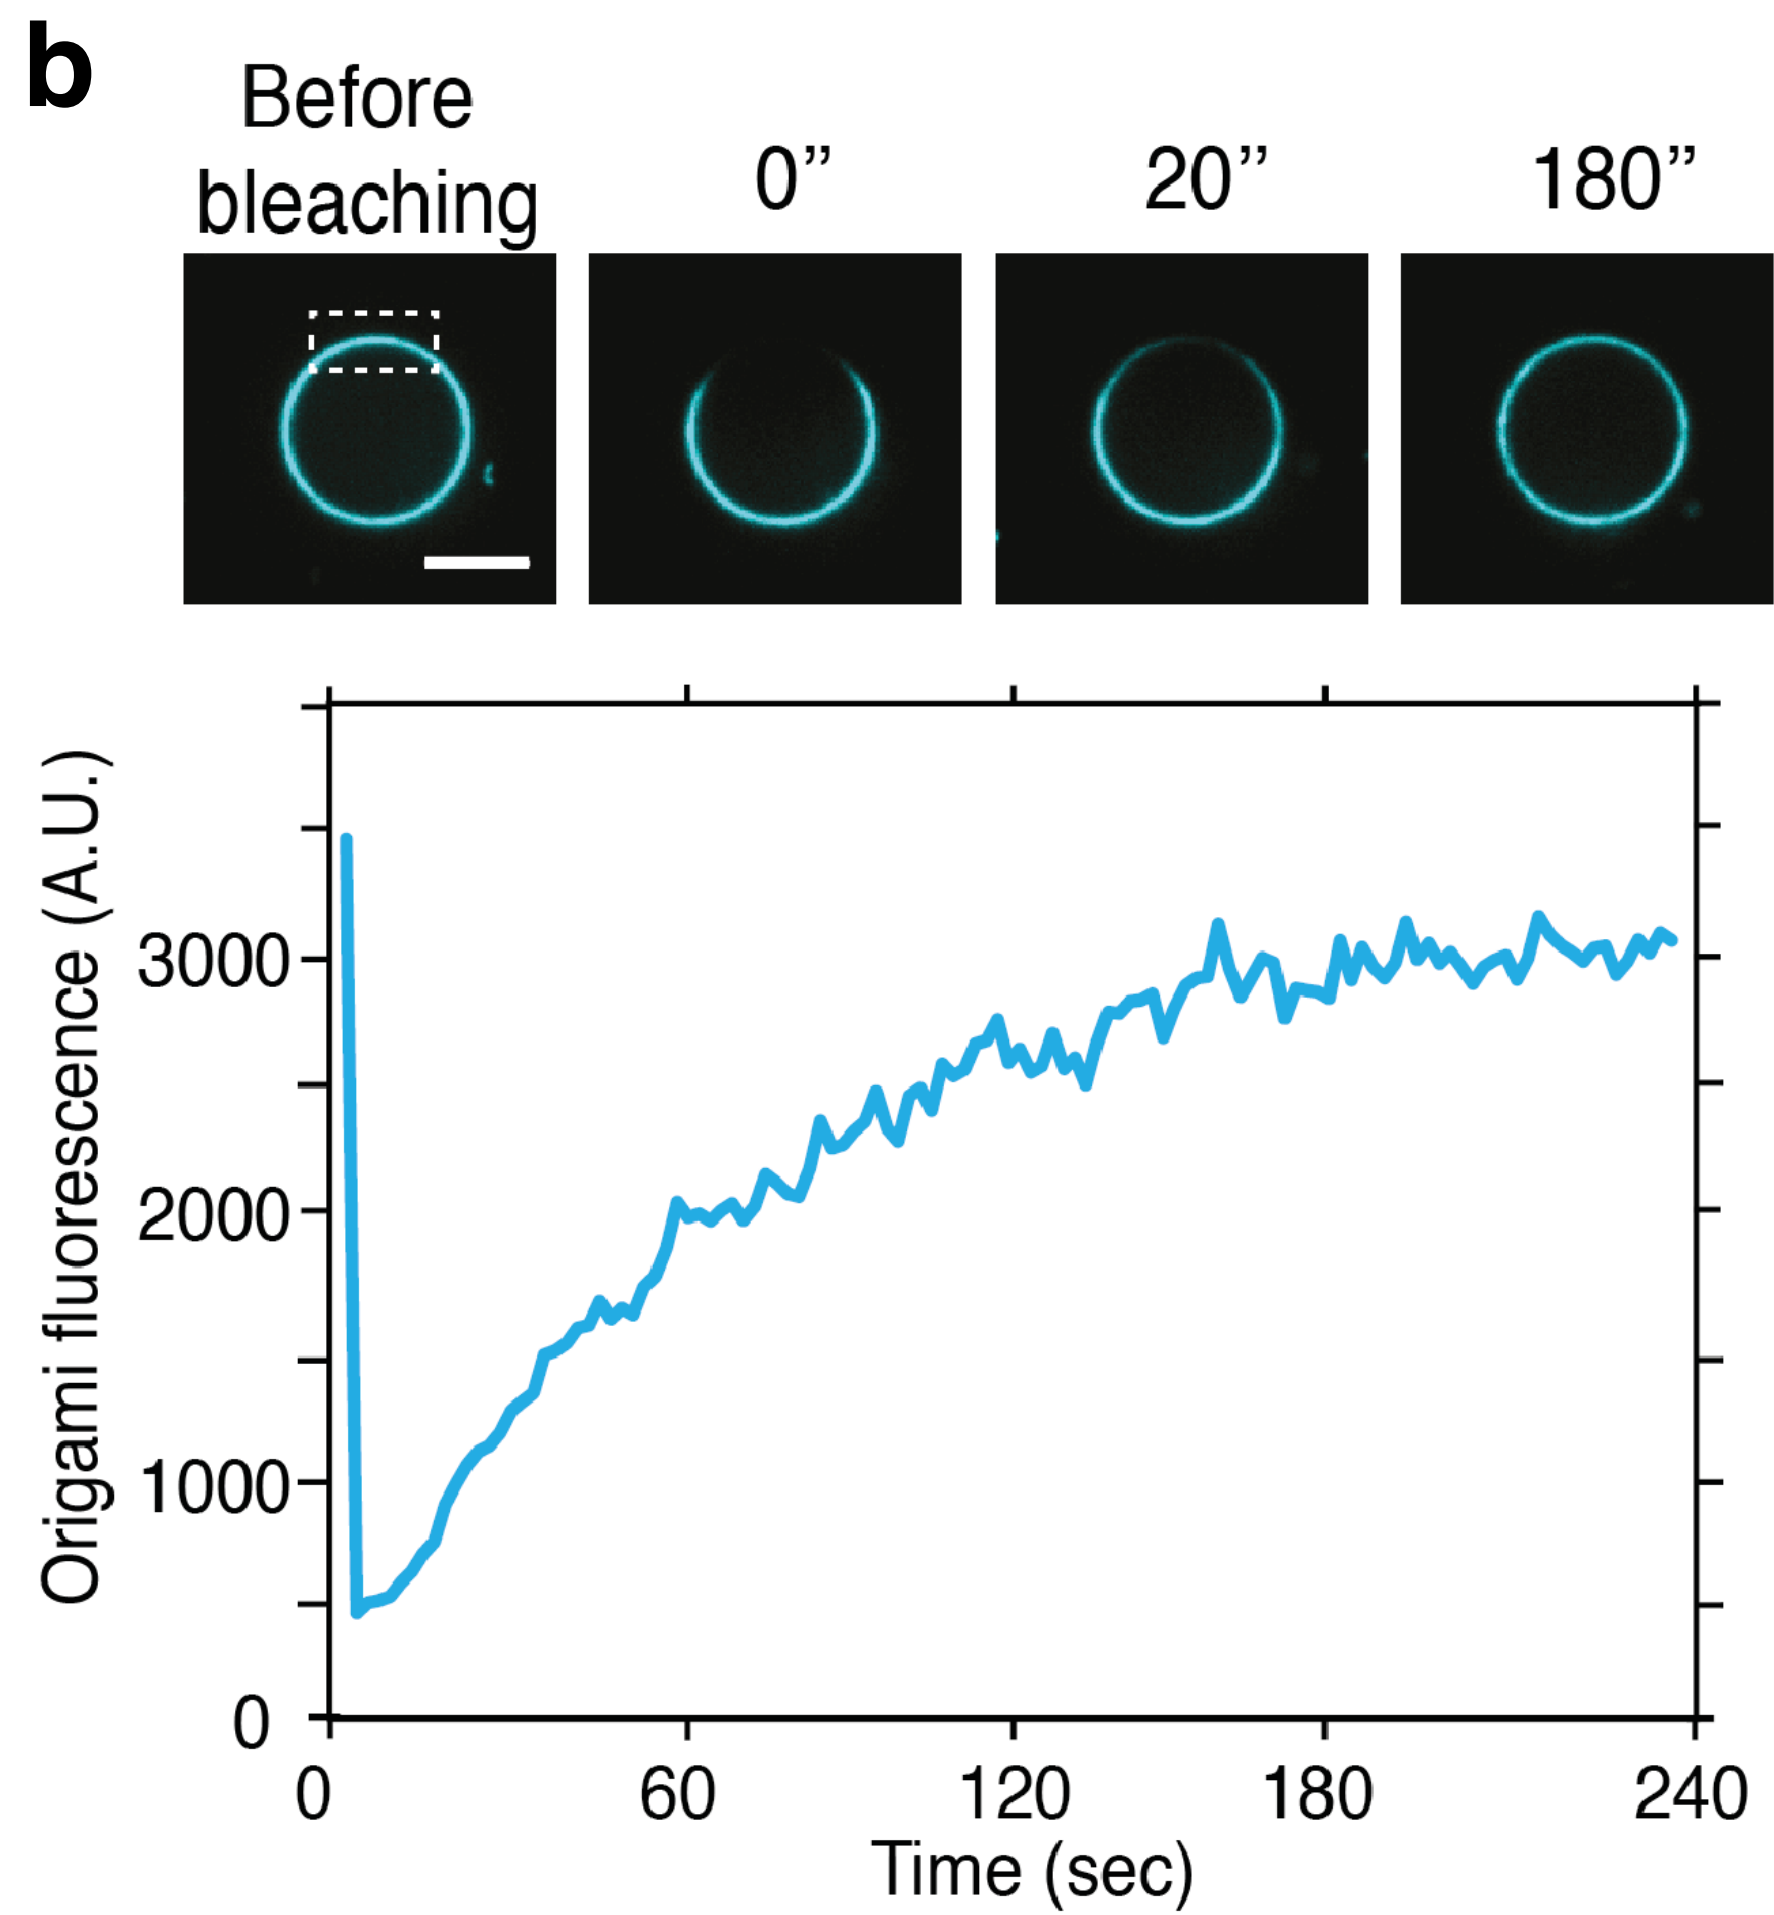 b
Before
bleaching
0”
20”
180”
Origami fluorescence (A.U.)
3000
2000
1000
0
0
60
120
180
240
Time (sec)